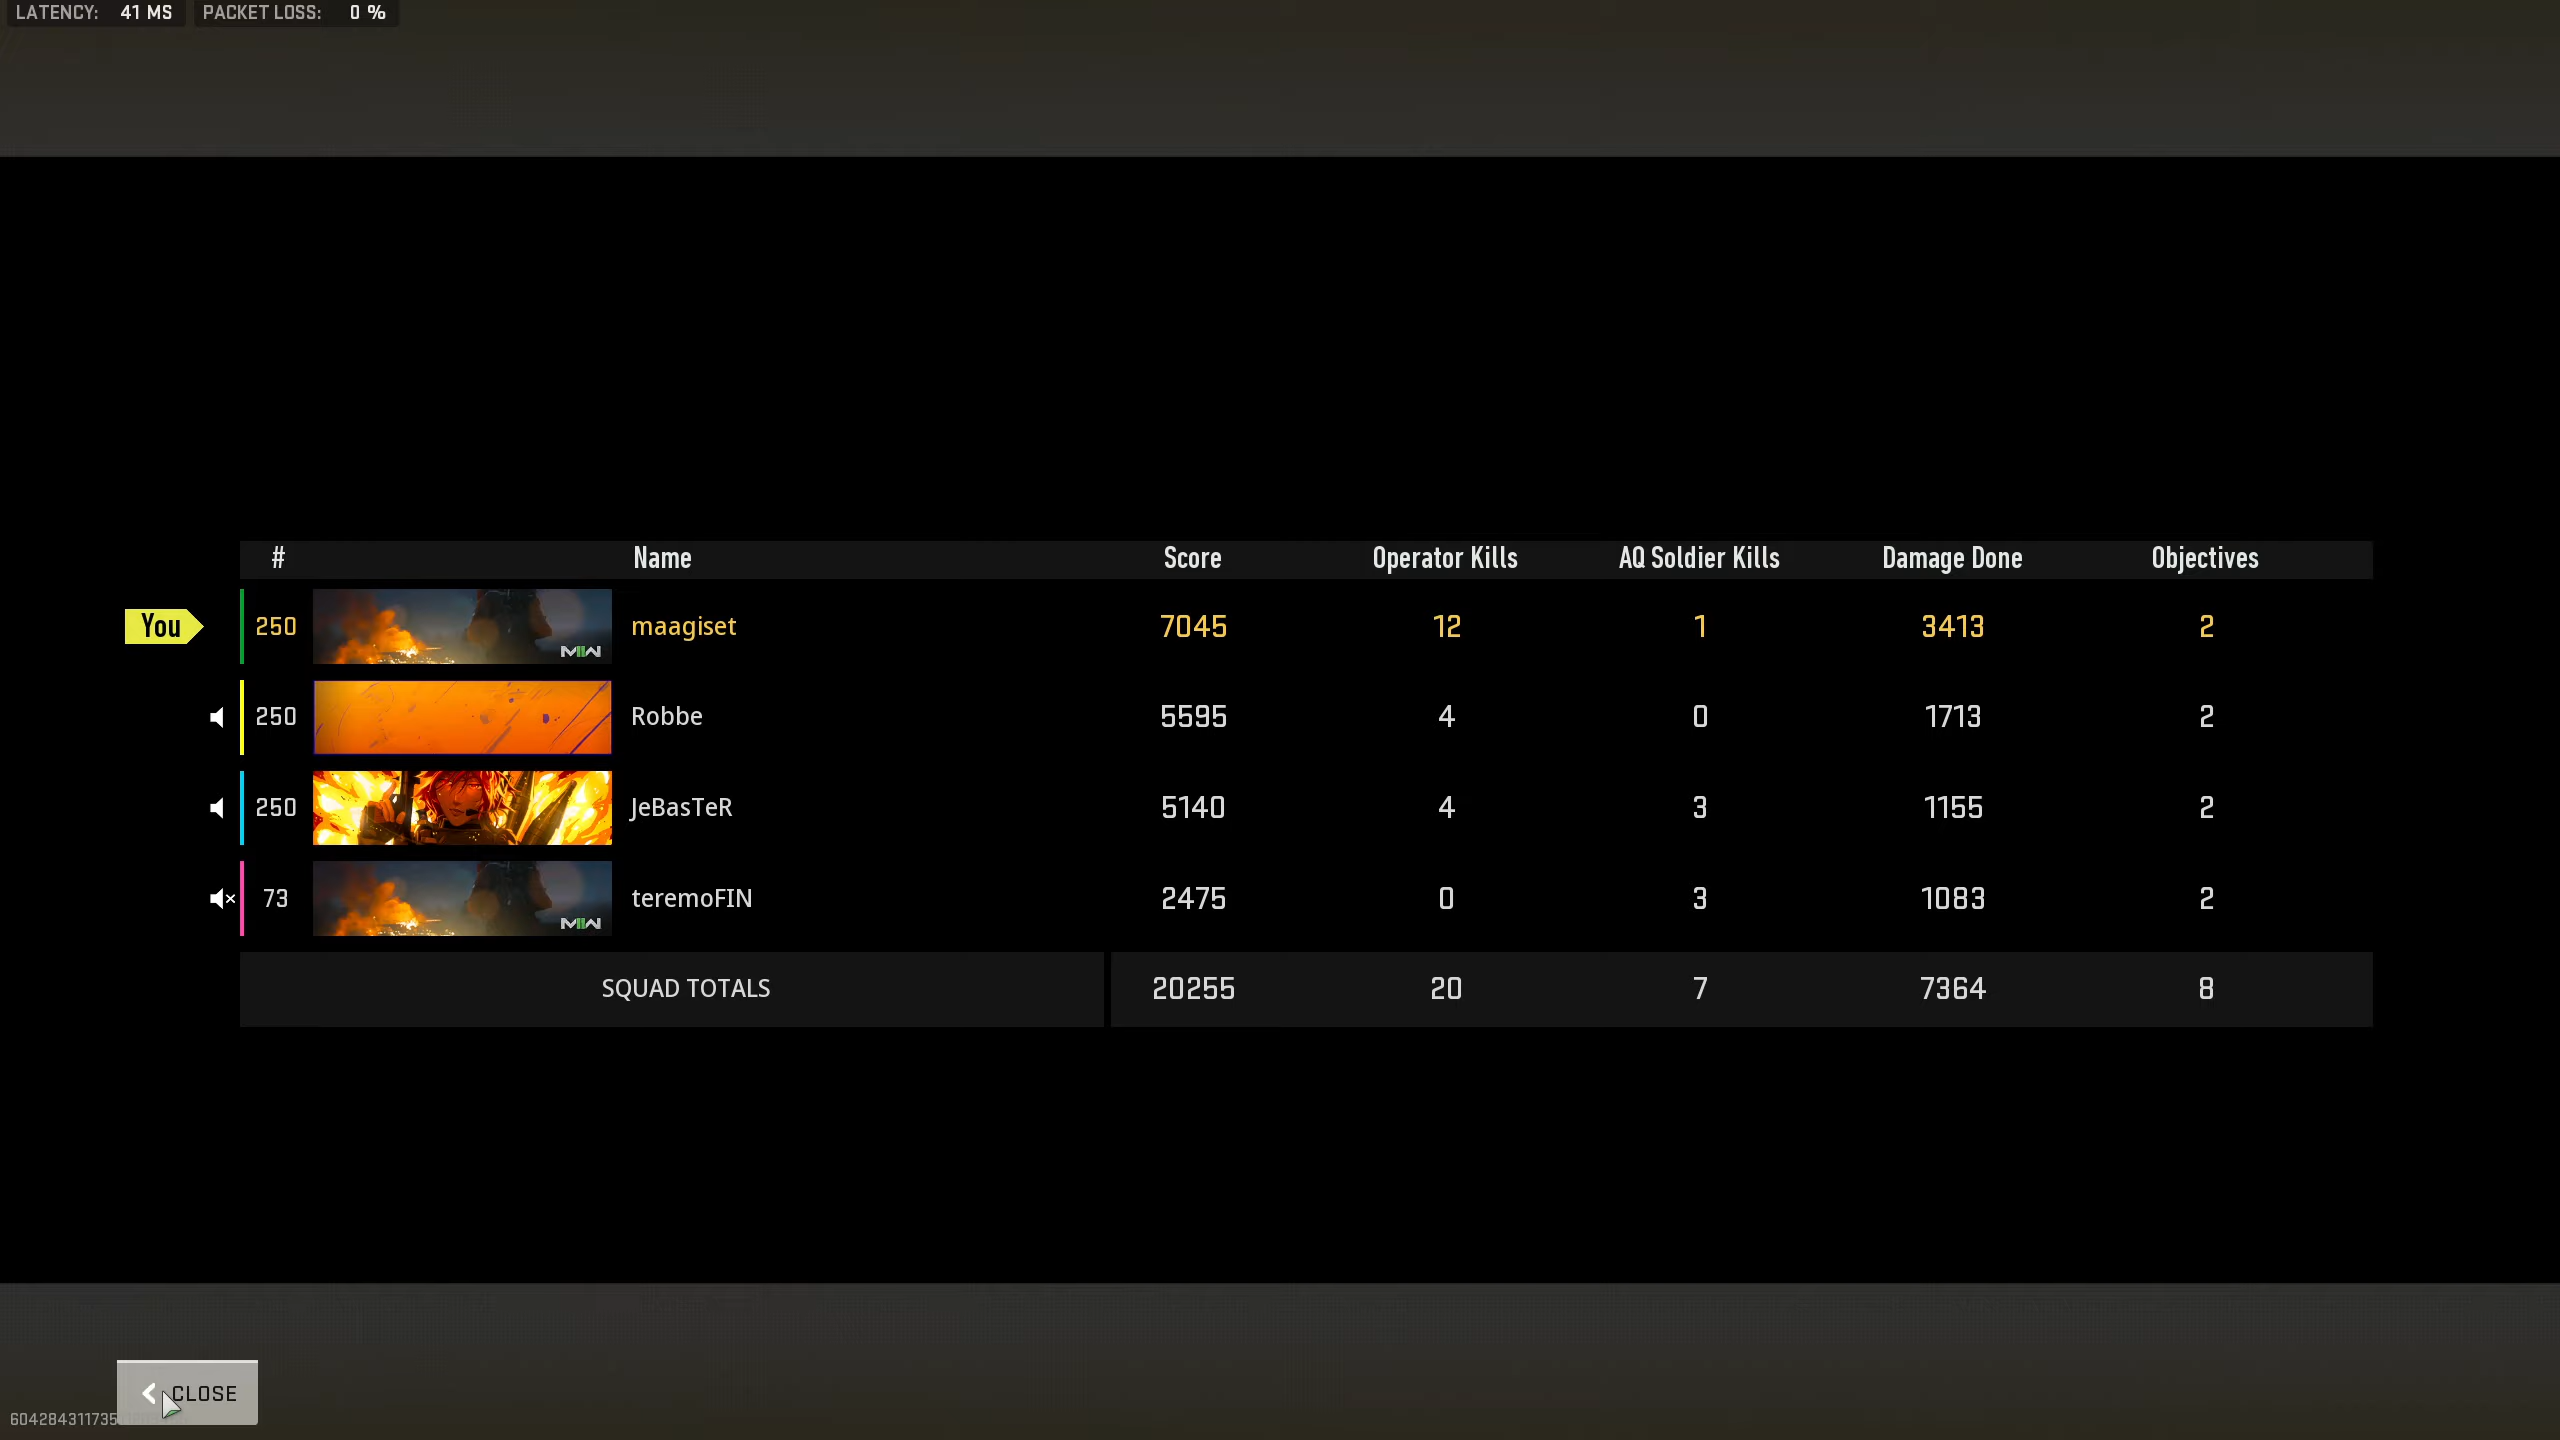 LATENCY: 41 MS PACKET LOSS: 0 %
# Name Score Operator Kills AQ Soldier Kills Damage Done Objectives
You 250 MWII maagiset 7045 12 1 3413 2
250 Robbe 5595 4 0 1713 2
250 JeBasTeR 5140 4 3 1155 2
73 MWII teremoFIN 2475 0 3 1083 2
SQUAD TOTALS 20255 20 7 7364 8
CLOSE